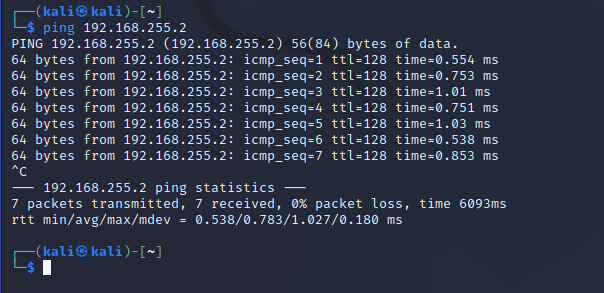 ┌──(kali㉿kali)-[~]
└─$ ping 192.168.255.2
PING 192.168.255.2 (192.168.255.2) 56(84) bytes of data.
64 bytes from 192.168.255.2: icmp_seq=1 ttl=128 time=0.554 ms
64 bytes from 192.168.255.2: icmp_seq=2 ttl=128 time=0.753 ms
64 bytes from 192.168.255.2: icmp_seq=3 ttl=128 time=1.01 ms
64 bytes from 192.168.255.2: icmp_seq=4 ttl=128 time=0.751 ms
64 bytes from 192.168.255.2: icmp_seq=5 ttl=128 time=1.03 ms
64 bytes from 192.168.255.2: icmp_seq=6 ttl=128 time=0.538 ms
64 bytes from 192.168.255.2: icmp_seq=7 ttl=128 time=0.853 ms
^C
--- 192.168.255.2 ping statistics ---
7 packets transmitted, 7 received, 0% packet loss, time 6093ms
rtt min/avg/max/mdev = 0.538/0.783/1.027/0.180 ms
┌──(kali㉿kali)-[~]
└─$